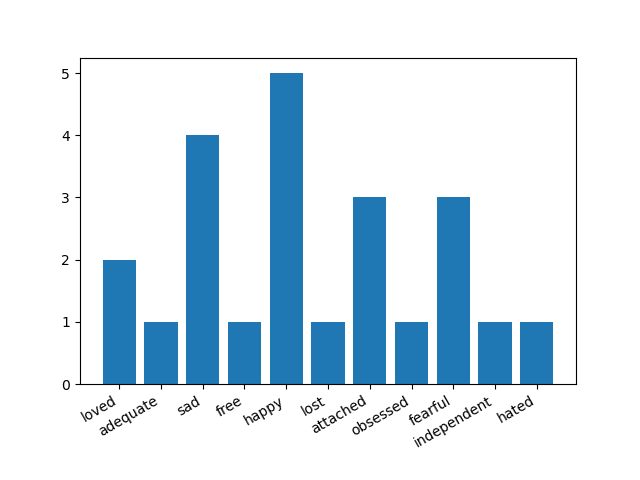 5
4
3
2
1
0
loved
adequate
sad
free
happy
lost
attached
obsessed
fearful
independent
hated